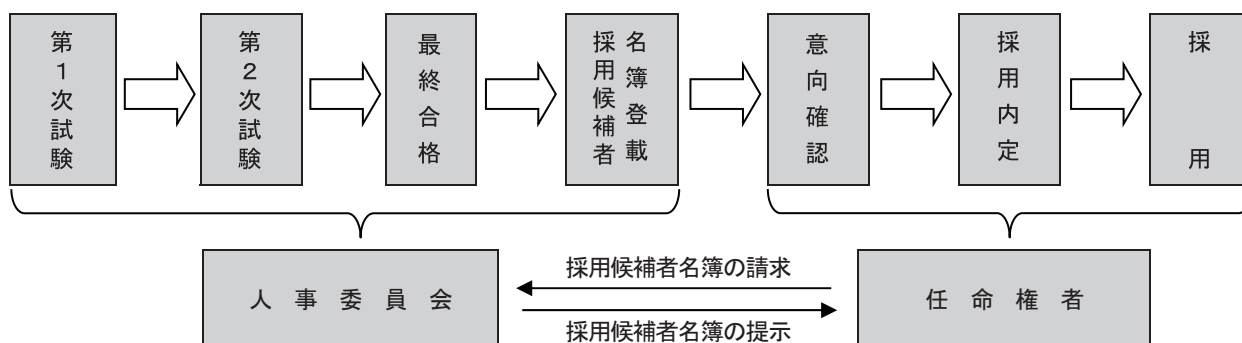 第１次試験
第２次試験
最終合格
採用候補者
名簿登載
意向確認
採用内定
採用
人事委員会
採用候補者名簿の請求
採用候補者名簿の提示
任命権者